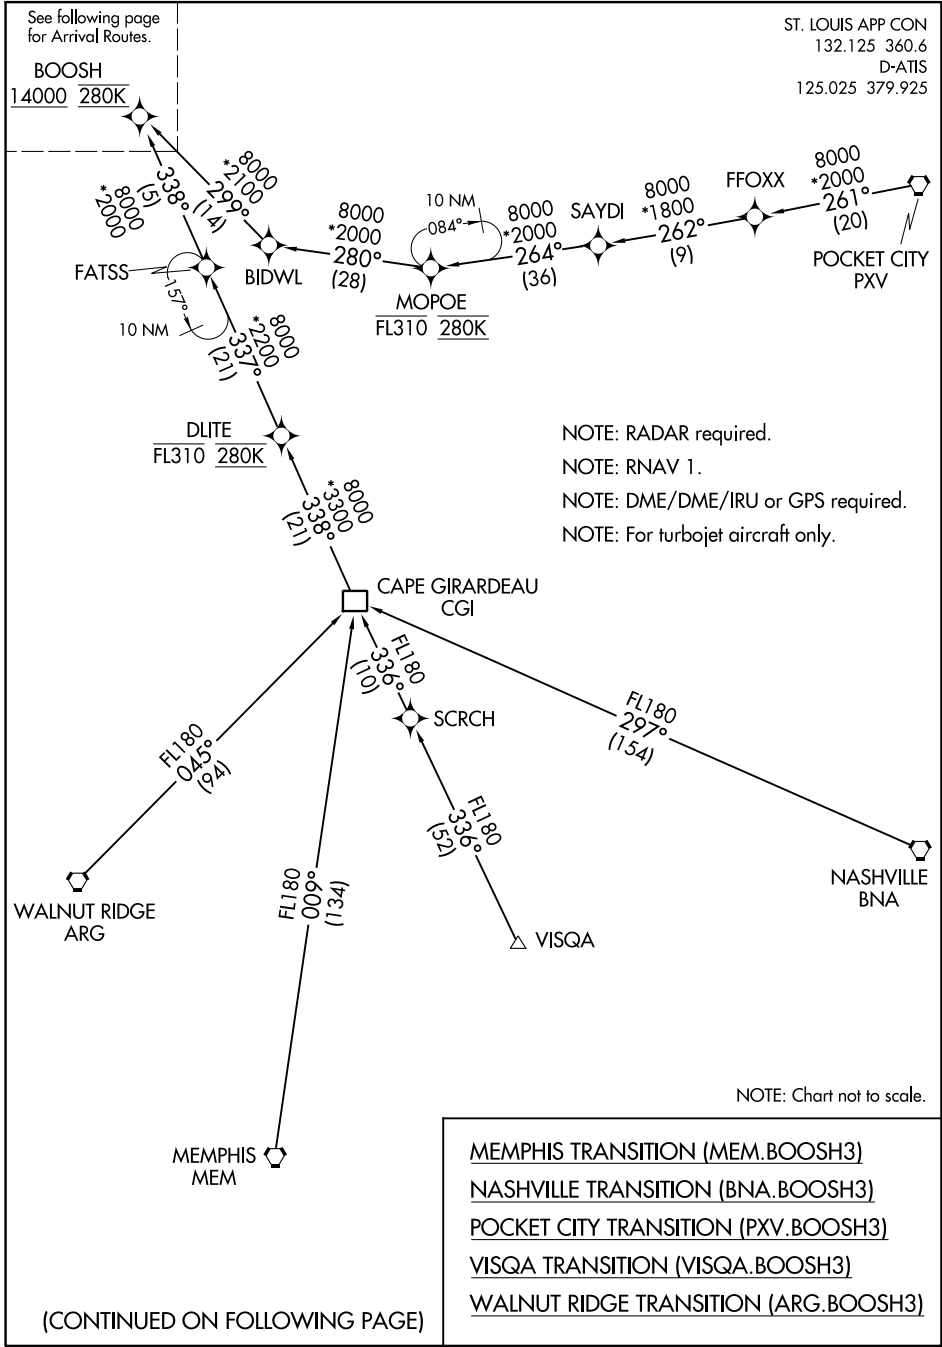 See following page
for Arrival Routes.
BOOSH
14000 280K
ST. LOUIS APP CON
132.125 360.6
D-ATIS
125.025 379.925
8000
*2000
338°
(5)
8000
*2100
299°
(14)
BIDWL
8000
*2000
280°
(28)
10 NM
084°
MOPOE
FL310 280K
8000
*2000
264°
(36)
SAYDI
8000
*1800
262°
(9)
FFOXX
8000
*2000
261°
(20)
POCKET CITY
PXV
FATSS
157°
10 NM
8000
*2200
337°
(21)
DLITE
FL310 280K
NOTE: RADAR required.
NOTE: RNAV 1.
NOTE: DME/DME/IRU or GPS required.
NOTE: For turbojet aircraft only.
8000
*3300
338°
(21)
CAPE GIRARDEAU
CGI
FL180
336°
(10)
SCRCH
FL180
297°
(154)
FL180
045°
(94)
FL180
336°
(52)
FL180
009°
(134)
WALNUT RIDGE
ARG
VISQA
NASHVILLE
BNA
MEMPHIS
MEM
NOTE: Chart not to scale.
MEMPHIS TRANSITION (MEM.BOOSH3)
NASHVILLE TRANSITION (BNA.BOOSH3)
POCKET CITY TRANSITION (PXV.BOOSH3)
VISQA TRANSITION (VISQA.BOOSH3)
WALNUT RIDGE TRANSITION (ARG.BOOSH3)
(CONTINUED ON FOLLOWING PAGE)